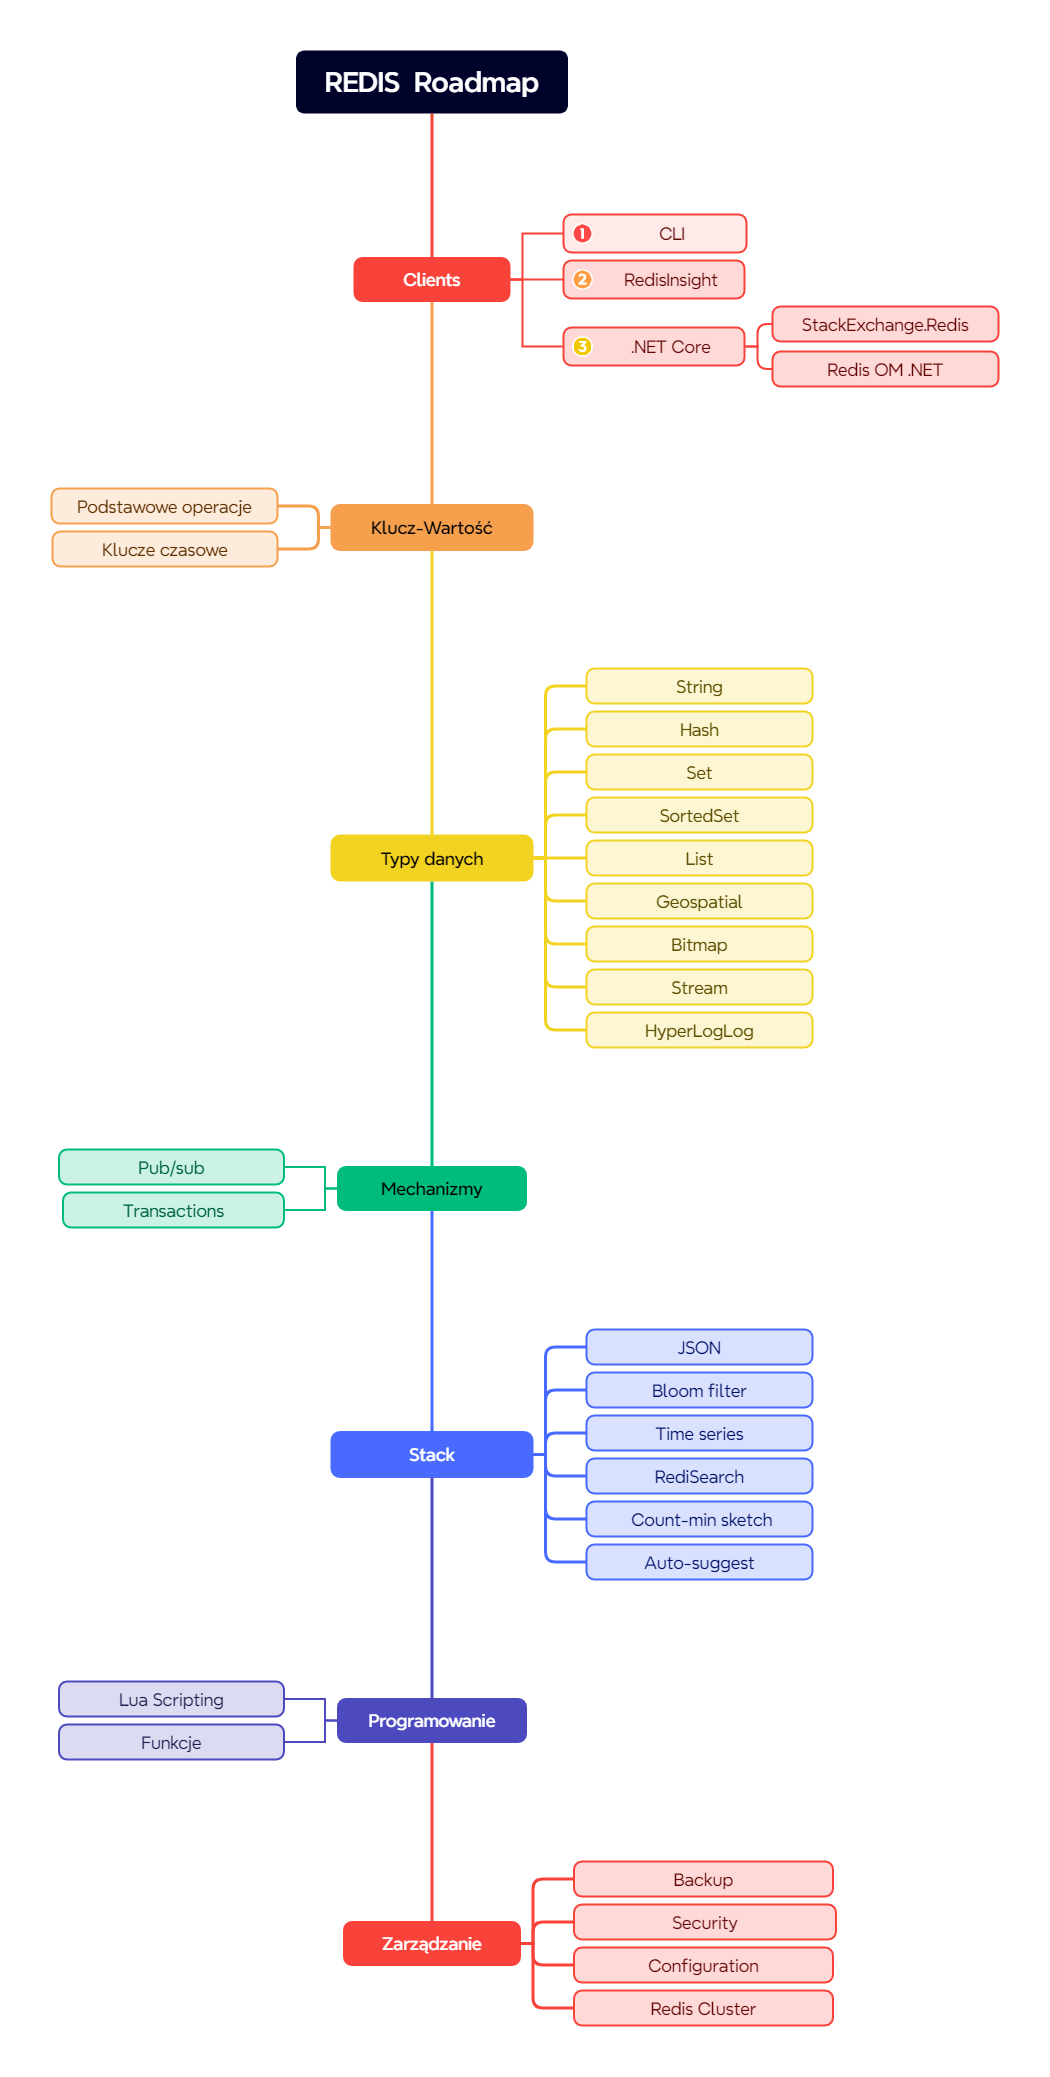 REDIS Roadmap
Clients
1 CLI
2 RedisInsight
3 .NET Core
StackExchange.Redis
Redis OM .NET
Klucz-Wartość
Podstawowe operacje
Klucze czasowe
Typy danych
String
Hash
Set
SortedSet
List
Geospatial
Bitmap
Stream
HyperLogLog
Mechanizmy
Pub/sub
Transactions
Stack
JSON
Bloom filter
Time series
RediSearch
Count-min sketch
Auto-suggest
Programowanie
Lua Scripting
Funkcje
Zarządzanie
Backup
Security
Configuration
Redis Cluster